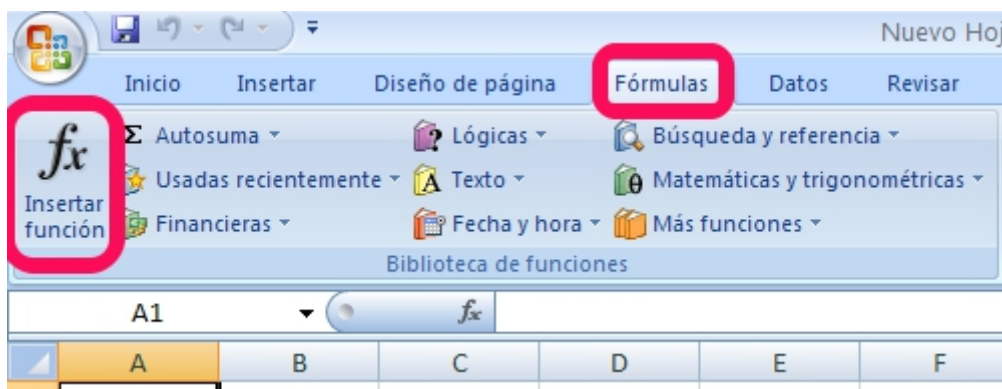 Nuevo Hoj
Inicio Insertar Diseño de página Fórmulas Datos Revisar
fx Insertar función
Σ Autosuma Lógicas Búsqueda y referencia
Usadas recientemente A Texto θ Matemáticas y trigonométricas
Financieras Fecha y hora Más funciones
Biblioteca de funciones
A1 fx
A B C D E F